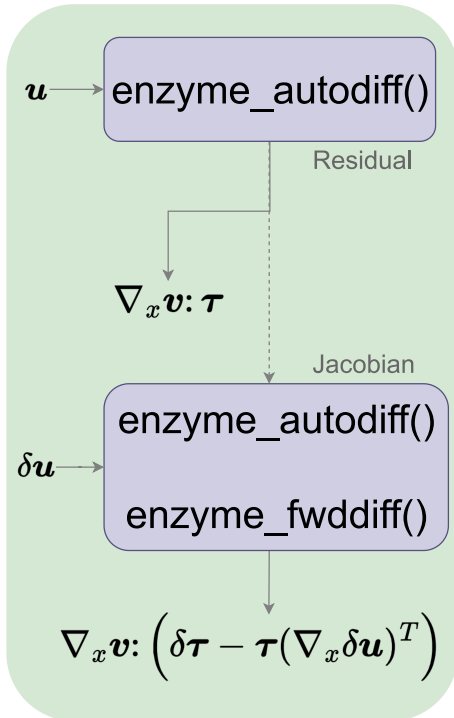 u
enzyme_autodiff()
Residual
∇ₓv: τ
Jacobian
enzyme_autodiff()
δu
enzyme_fwddiff()
∇ₓv: (δτ − τ(∇ₓδu)ᵀ)